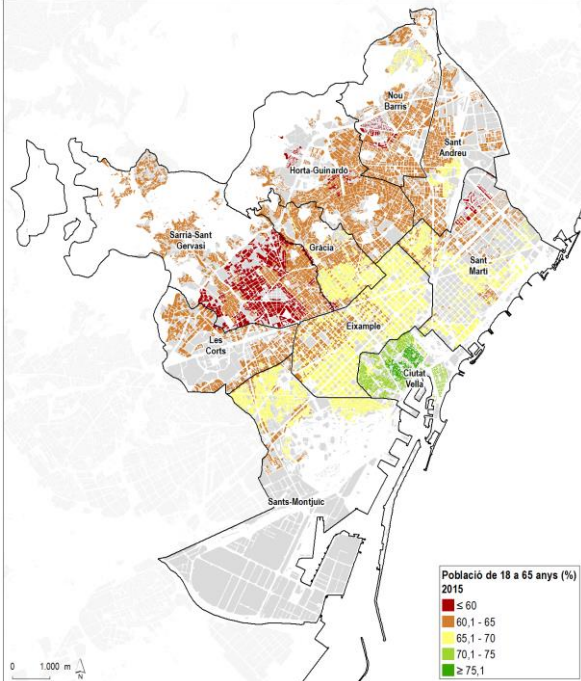 Nou
Barris
Sant
Andreu
Horta-Guinardó
Sarrià-Sant
Gervasi
Gràcia
Sant
Martí
Eixample
Les
Corts
Ciutat
Vella
Sants-Montjuïc
Població de 18 a 65 anys (%)
2015
≤ 60
60,1 - 65
65,1 - 70
70,1 - 75
≥ 75,1
0 1.000 m N